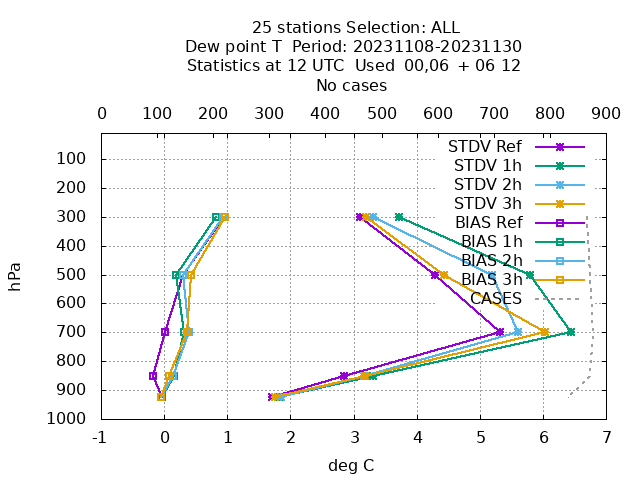 25 stations Selection: ALL
Dew point T  Period: 20231108-20231130
Statistics at 12 UTC  Used  00,06  + 06 12
No cases
0 100 200 300 400 500 600 700 800 900
STDV Ref
STDV 1h
STDV 2h
STDV 3h
BIAS Ref
BIAS 1h
BIAS 2h
BIAS 3h
CASES
hPa
100
200
300
400
500
600
700
800
900
1000
-1 0 1 2 3 4 5 6 7
deg C